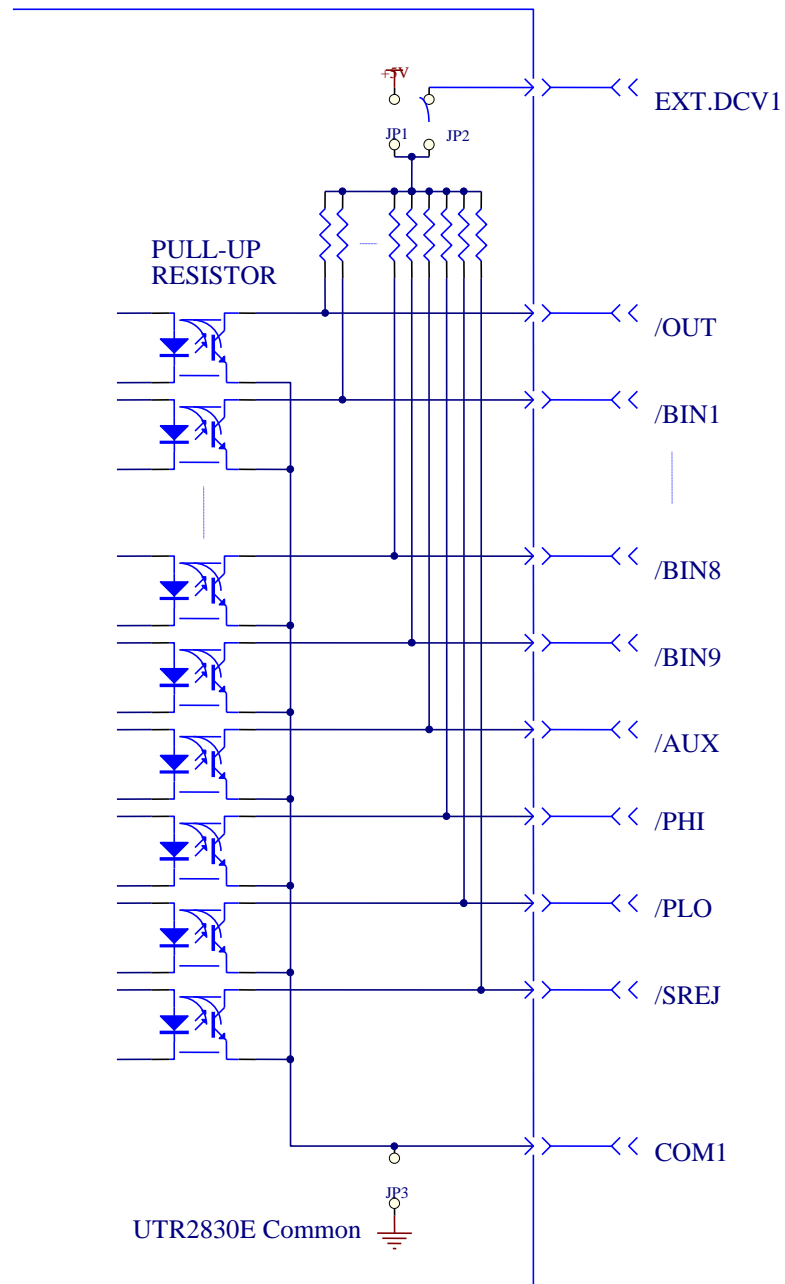 +5V
EXT.DCV1
JP1
JP2
PULL-UP
RESISTOR
/OUT
/BIN1
/BIN8
/BIN9
/AUX
/PHI
/PLO
/SREJ
COM1
JP3
UTR2830E Common